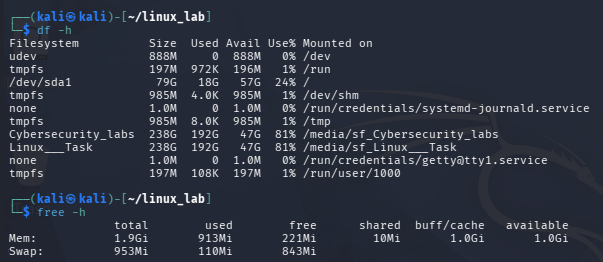 ┌──(kali㉿kali)-[~/linux_lab]
└─$ df -h
Filesystem         Size  Used Avail Use% Mounted on
udev               888M     0  888M   0% /dev
tmpfs              197M  972K  196M   1% /run
/dev/sda1           79G   18G   57G  24% /
tmpfs              985M  4.0K  985M   1% /dev/shm
none               1.0M     0  1.0M   0% /run/credentials/systemd-journald.service
tmpfs              985M  8.0K  985M   1% /tmp
Cybersecurity_labs 238G  192G   47G  81% /media/sf_Cybersecurity_labs
Linux___Task       238G  192G   47G  81% /media/sf_Linux___Task
none               1.0M     0  1.0M   0% /run/credentials/getty@tty1.service
tmpfs              197M  108K  197M   1% /run/user/1000
┌──(kali㉿kali)-[~/linux_lab]
└─$ free -h
               total        used        free      shared  buff/cache   available
Mem:           1.9Gi       913Mi       221Mi        10Mi       1.0Gi       1.0Gi
Swap:          953Mi       110Mi       843Mi